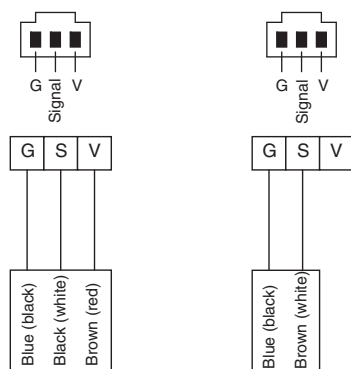 G Signal V
G S V
Blue (black)
Black (white)
Brown (red)
G Signal V
G S V
Blue (black)
Brown (white)